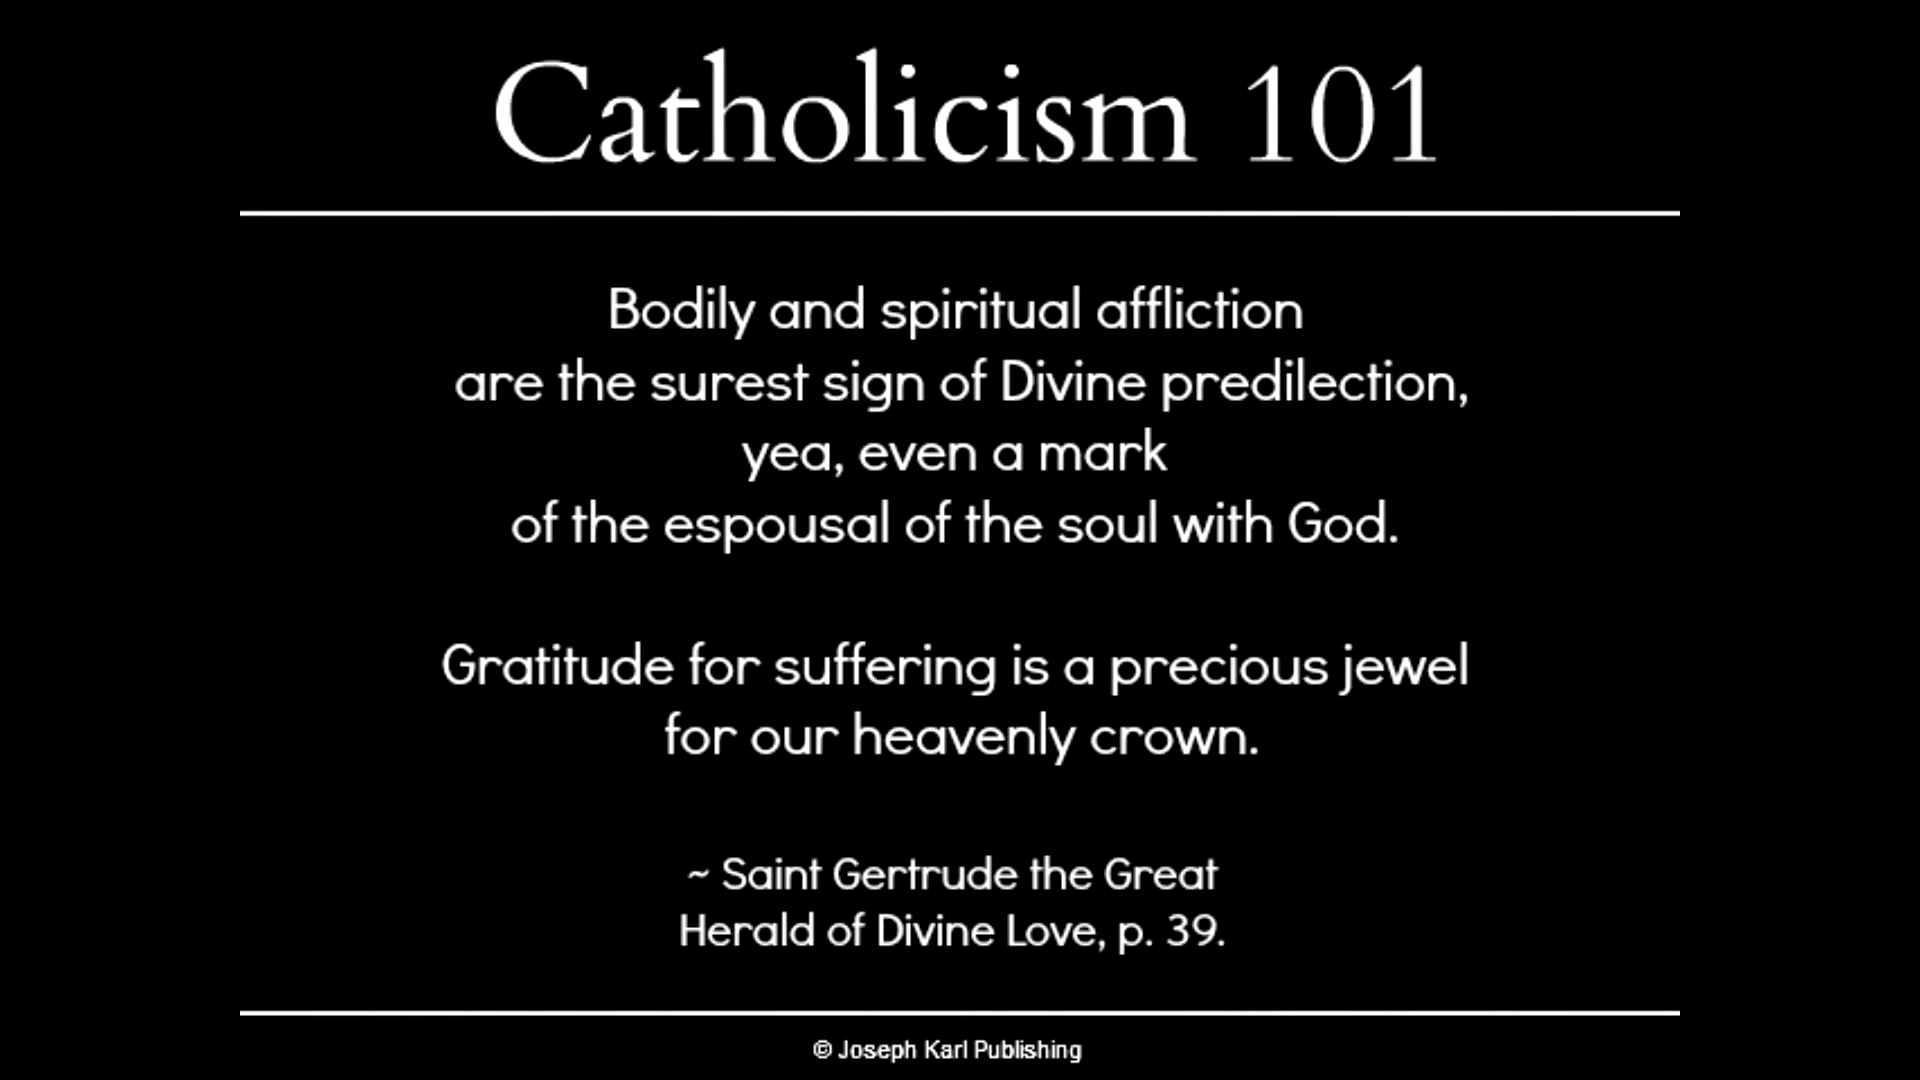 Catholicism 101
Bodily and spiritual affliction
are the surest sign of Divine predilection,
yea, even a mark
of the espousal of the soul with God.
Gratitude for suffering is a precious jewel
for our heavenly crown.
~ Saint Gertrude the Great
Herald of Divine Love, p. 39.
© Joseph Karl Publishing